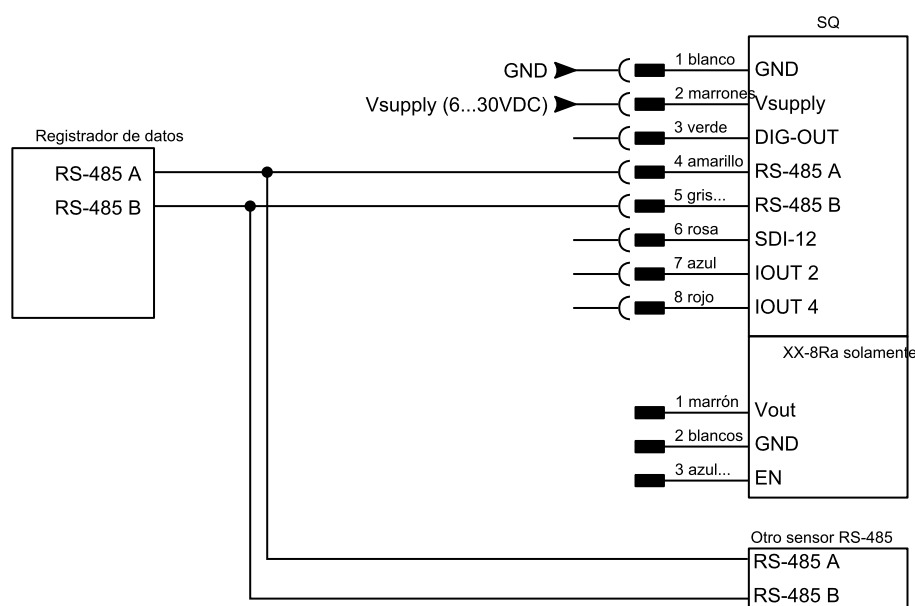 SQ
GND
1 blanco
GND
Vsupply (6...30VDC)
2 marrones
Vsupply
3 verde
DIG-OUT
Registrador de datos
RS-485 A
4 amarillo
RS-485 A
RS-485 B
5 gris...
RS-485 B
6 rosa
SDI-12
7 azul
IOUT 2
8 rojo
IOUT 4
XX-8Ra solamente
1 marrón
Vout
2 blancos
GND
3 azul...
EN
Otro sensor RS-485
RS-485 A
RS-485 B